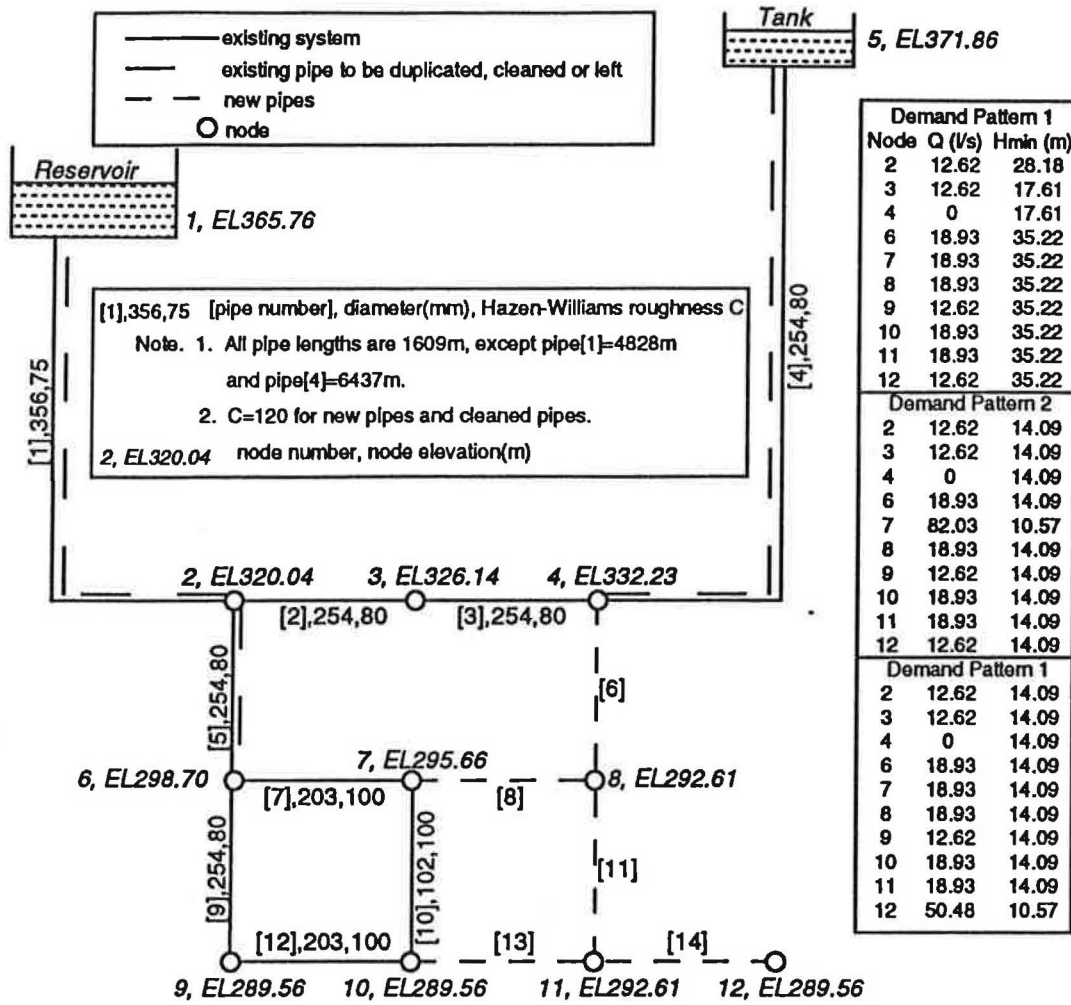 existing system
existing pipe to be duplicated, cleaned or left
new pipes
node
Tank
5, EL371.86
Reservoir
1, EL365.76
[1],356,75 [pipe number], diameter(mm), Hazen-Williams roughness C
Note. 1. All pipe lengths are 1609m, except pipe[1]=4828m
and pipe[4]=6437m.
2. C=120 for new pipes and cleaned pipes.
2, EL320.04 node number, node elevation(m)
[1],356,75
[4],254,80
2, EL320.04
3, EL326.14
4, EL332.23
[2],254,80
[3],254,80
[5],254,80
[6]
6, EL298.70
7, EL295.66
8, EL292.61
[7],203,100
[8]
[9],254,80
[10],102,100
[11]
[12],203,100
[13]
[14]
9, EL289.56
10, EL289.56
11, EL292.61
12, EL289.56
Demand Pattern 1
Node Q (l/s) Hmin (m)
2 12.62 28.18
3 12.62 17.61
4 0 17.61
6 18.93 35.22
7 18.93 35.22
8 18.93 35.22
9 12.62 35.22
10 18.93 35.22
11 18.93 35.22
12 12.62 35.22
Demand Pattern 2
2 12.62 14.09
3 12.62 14.09
4 0 14.09
6 18.93 14.09
7 82.03 10.57
8 18.93 14.09
9 12.62 14.09
10 18.93 14.09
11 18.93 14.09
12 12.62 14.09
Demand Pattern 1
2 12.62 14.09
3 12.62 14.09
4 0 14.09
6 18.93 14.09
7 18.93 14.09
8 18.93 14.09
9 12.62 14.09
10 18.93 14.09
11 18.93 14.09
12 50.48 10.57